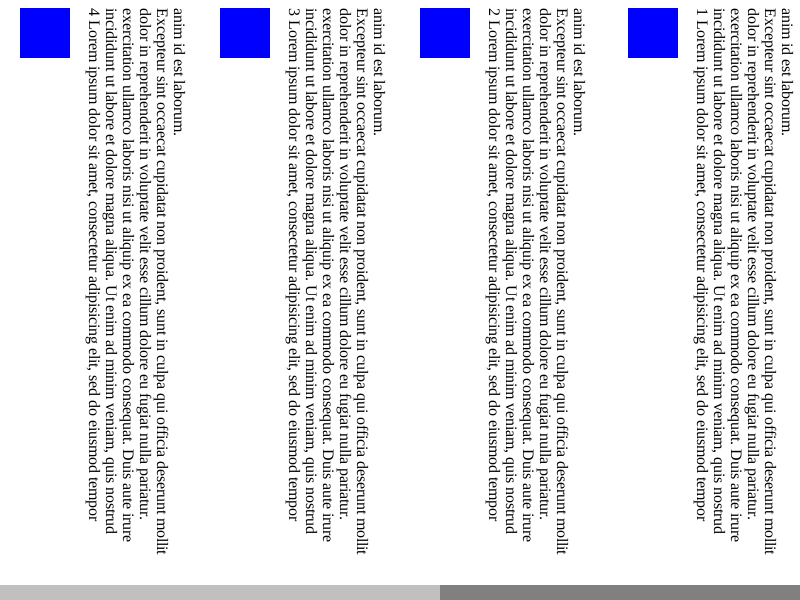 1 Lorem ipsum dolor sit amet, consectetur adipisicing elit, sed do eiusmod tempor
incididunt ut labore et dolore magna aliqua. Ut enim ad minim veniam, quis nostrud
exercitation ullamco laboris nisi ut aliquip ex ea commodo consequat. Duis aute irure
dolor in reprehenderit in voluptate velit esse cillum dolore eu fugiat nulla pariatur.
Excepteur sint occaecat cupidatat non proident, sunt in culpa qui officia deserunt mollit
anim id est laborum.
2 Lorem ipsum dolor sit amet, consectetur adipisicing elit, sed do eiusmod tempor
incididunt ut labore et dolore magna aliqua. Ut enim ad minim veniam, quis nostrud
exercitation ullamco laboris nisi ut aliquip ex ea commodo consequat. Duis aute irure
dolor in reprehenderit in voluptate velit esse cillum dolore eu fugiat nulla pariatur.
Excepteur sint occaecat cupidatat non proident, sunt in culpa qui officia deserunt mollit
anim id est laborum.
3 Lorem ipsum dolor sit amet, consectetur adipisicing elit, sed do eiusmod tempor
incididunt ut labore et dolore magna aliqua. Ut enim ad minim veniam, quis nostrud
exercitation ullamco laboris nisi ut aliquip ex ea commodo consequat. Duis aute irure
dolor in reprehenderit in voluptate velit esse cillum dolore eu fugiat nulla pariatur.
Excepteur sint occaecat cupidatat non proident, sunt in culpa qui officia deserunt mollit
anim id est laborum.
4 Lorem ipsum dolor sit amet, consectetur adipisicing elit, sed do eiusmod tempor
incididunt ut labore et dolore magna aliqua. Ut enim ad minim veniam, quis nostrud
exercitation ullamco laboris nisi ut aliquip ex ea commodo consequat. Duis aute irure
dolor in reprehenderit in voluptate velit esse cillum dolore eu fugiat nulla pariatur.
Excepteur sint occaecat cupidatat non proident, sunt in culpa qui officia deserunt mollit
anim id est laborum.